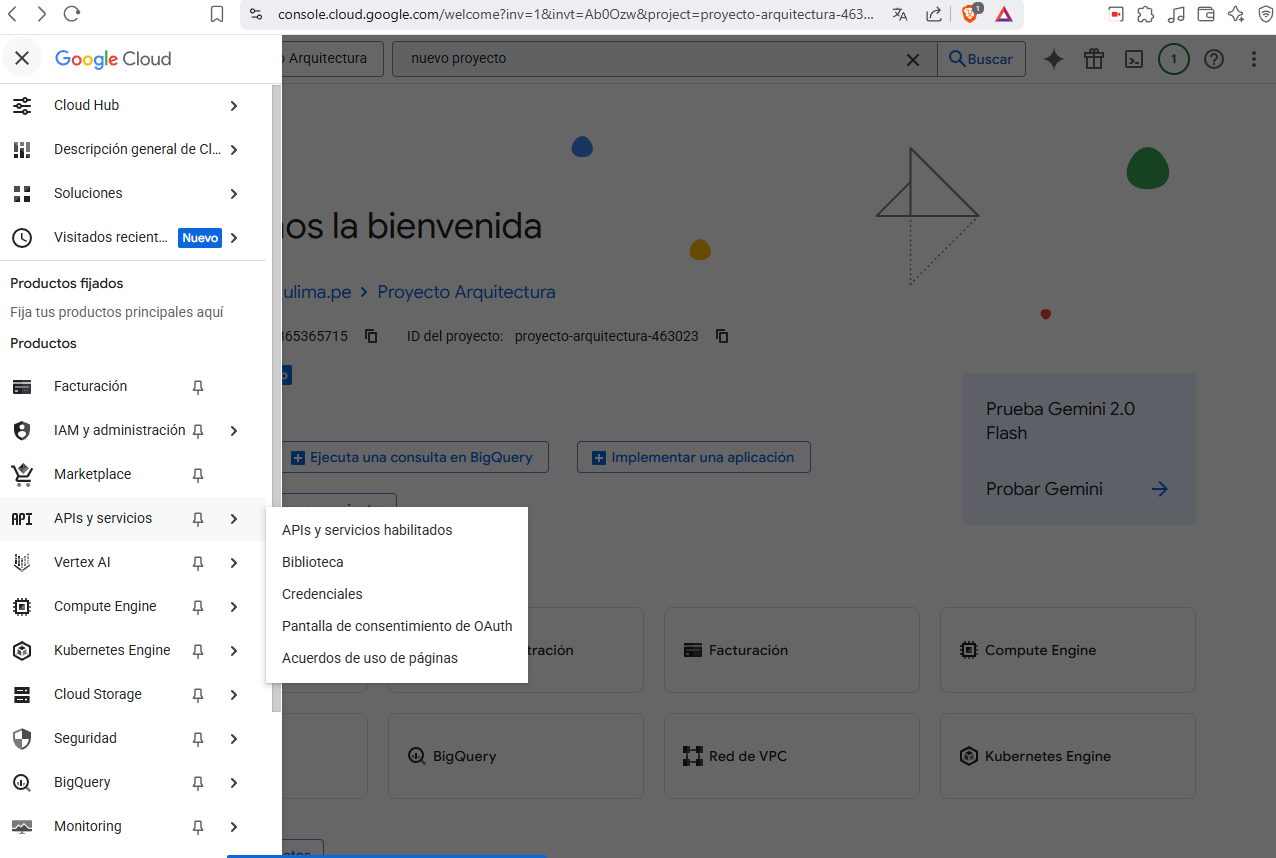 console.cloud.google.com/welcome?inv=1&invt=Ab0Ozw&project=proyecto-arquitectura-463...
1
Google Cloud
Arquitectura
nuevo proyecto
Buscar
1
Cloud Hub
Descripción general de Cl...
Soluciones
Visitados recient...
Nuevo
Productos fijados
Fija tus productos principales aquí
Productos
Facturación
IAM y administración
Marketplace
API
APIs y servicios
Vertex AI
Compute Engine
Kubernetes Engine
Cloud Storage
Seguridad
BigQuery
Monitoring
APIs y servicios habilitados
Biblioteca
Credenciales
Pantalla de consentimiento de OAuth
Acuerdos de uso de páginas
la bienvenida
ulima.pe
Proyecto Arquitectura
365365715
ID del proyecto: proyecto-arquitectura-463023
Ejecuta una consulta en BigQuery
Implementar una aplicación
Prueba Gemini 2.0
Flash
Probar Gemini
Facturación
Compute Engine
BigQuery
Red de VPC
Kubernetes Engine